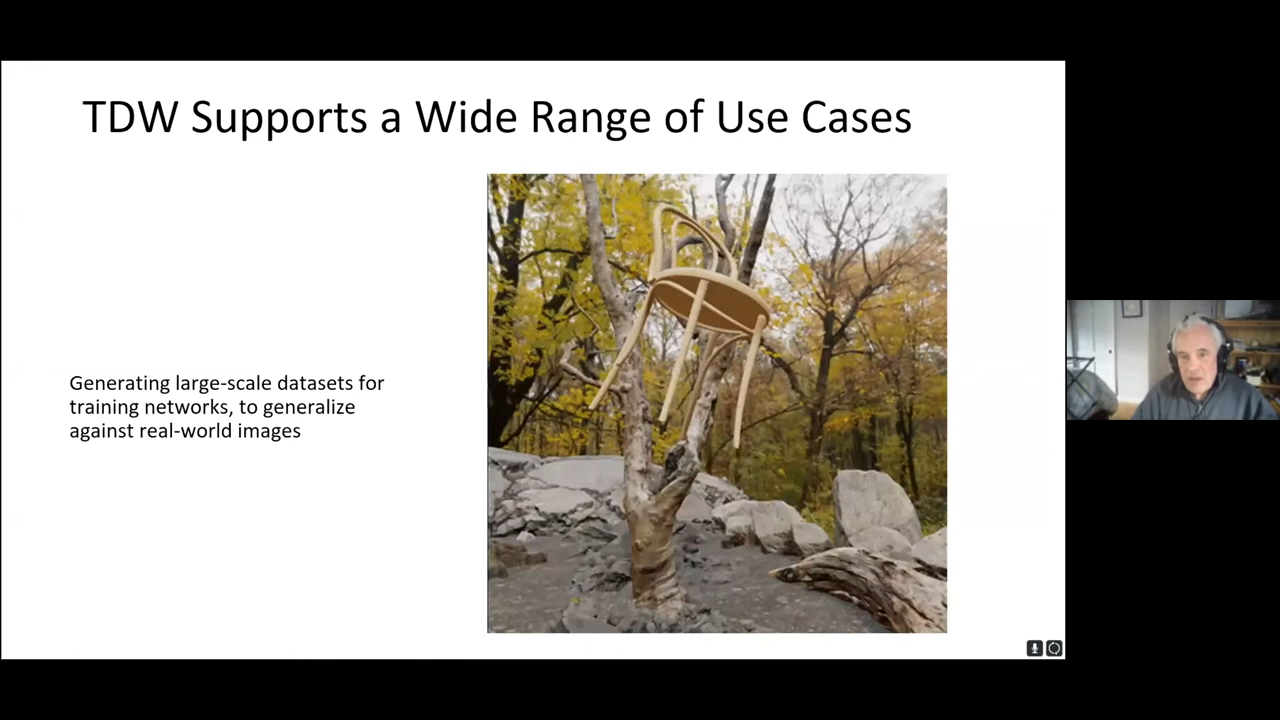 TDW Supports a Wide Range of Use Cases
Generating large-scale datasets for
training networks, to generalize
against real-world images